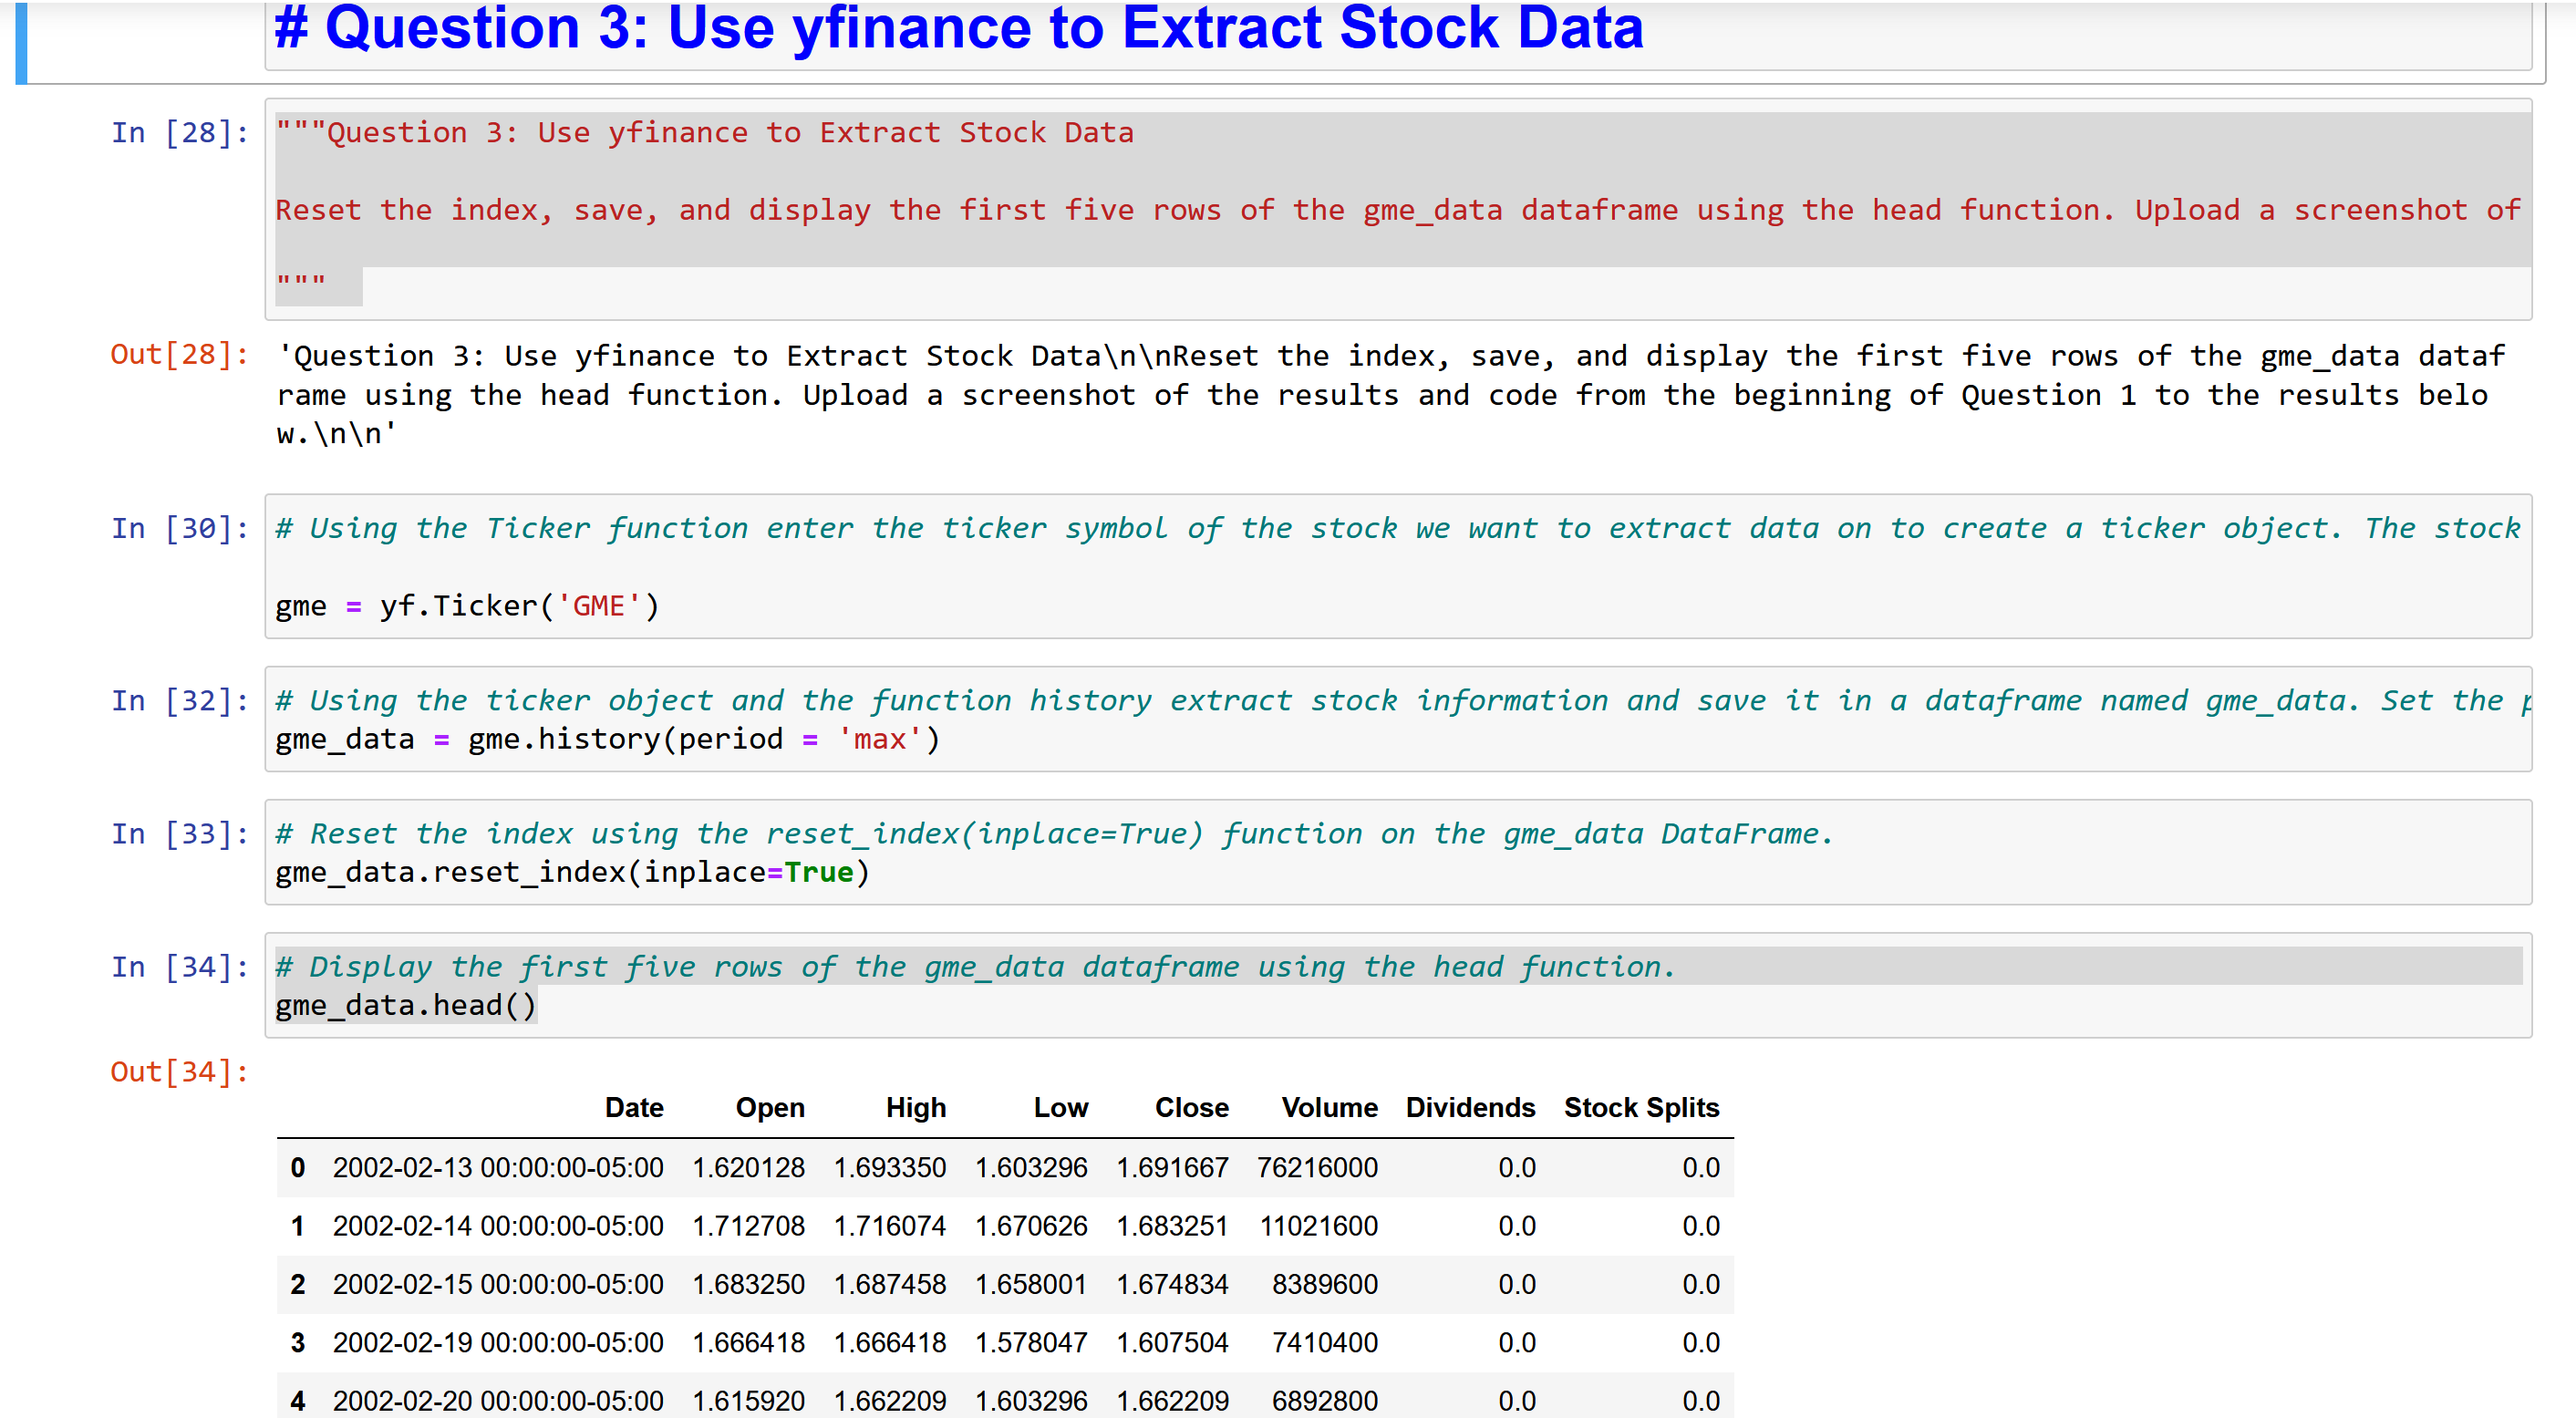 # Question 3: Use yfinance to Extract Stock Data
In [28]: """Question 3: Use yfinance to Extract Stock Data
Reset the index, save, and display the first five rows of the gme_data dataframe using the head function. Upload a screenshot of
"""
Out[28]: 'Question 3: Use yfinance to Extract Stock Data\n\nReset the index, save, and display the first five rows of the gme_data dataf
rame using the head function. Upload a screenshot of the results and code from the beginning of Question 1 to the results belo
w.\n\n'
In [30]: # Using the Ticker function enter the ticker symbol of the stock we want to extract data on to create a ticker object. The stock
gme = yf.Ticker('GME')
In [32]: # Using the ticker object and the function history extract stock information and save it in a dataframe named gme_data. Set the p
gme_data = gme.history(period = 'max')
In [33]: # Reset the index using the reset_index(inplace=True) function on the gme_data DataFrame.
gme_data.reset_index(inplace=True)
In [34]: # Display the first five rows of the gme_data dataframe using the head function.
gme_data.head()
Out[34]:
Date Open High Low Close Volume Dividends Stock Splits
0 2002-02-13 00:00:00-05:00 1.620128 1.693350 1.603296 1.691667 76216000 0.0 0.0
1 2002-02-14 00:00:00-05:00 1.712708 1.716074 1.670626 1.683251 11021600 0.0 0.0
2 2002-02-15 00:00:00-05:00 1.683250 1.687458 1.658001 1.674834 8389600 0.0 0.0
3 2002-02-19 00:00:00-05:00 1.666418 1.666418 1.578047 1.607504 7410400 0.0 0.0
4 2002-02-20 00:00:00-05:00 1.615920 1.662209 1.603296 1.662209 6892800 0.0 0.0